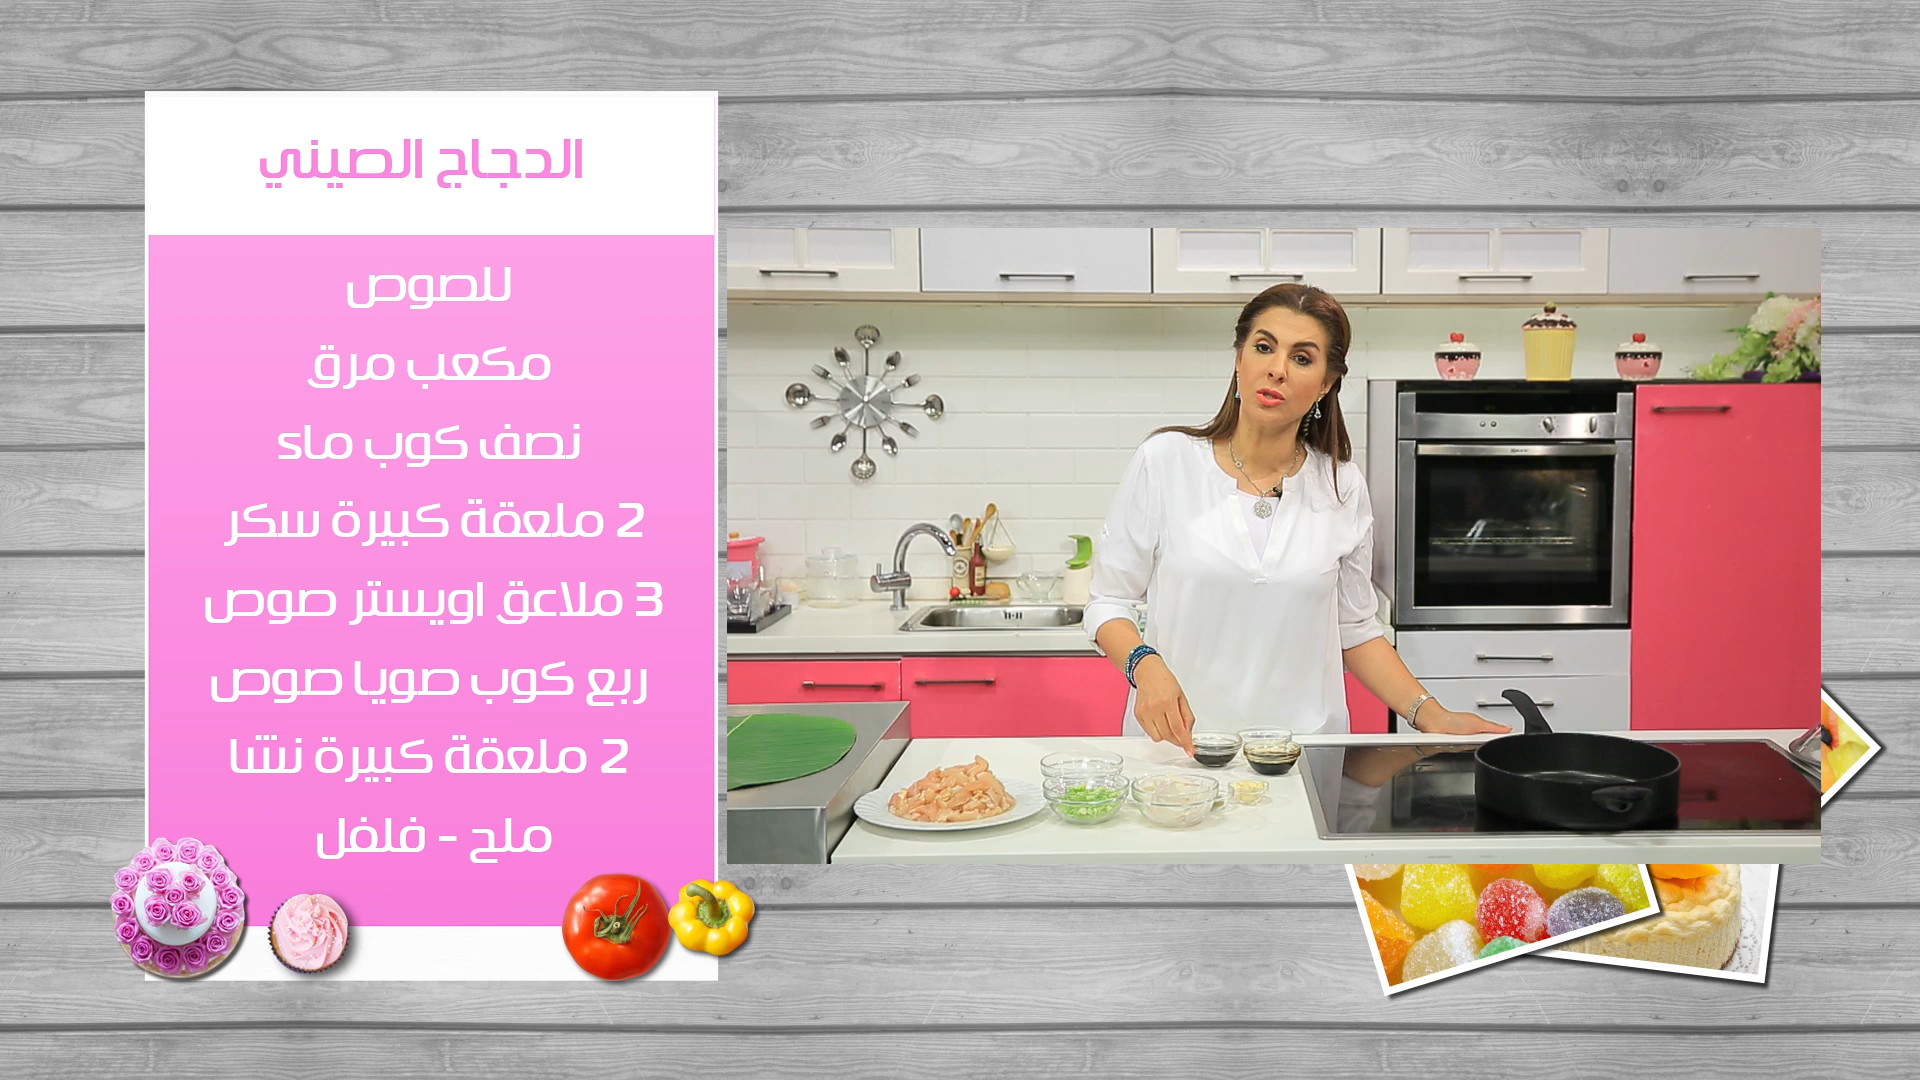 الدجاج الصيني
للصوص
مكعب مرق
نصف كوب ماء
2 ملعقة كبيرة سكر
3 ملاعق اويستر صوص
ربع كوب صويا صوص
2 ملعقة كبيرة نشا
ملح - فلفل